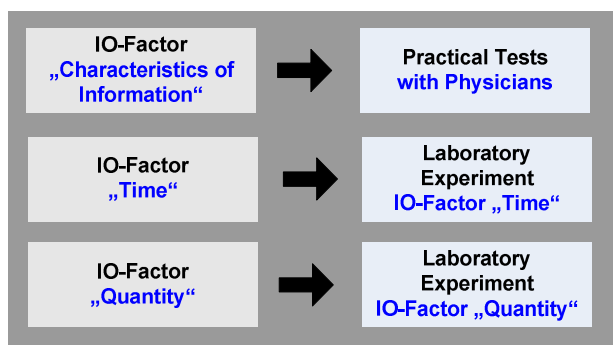 IO-Factor
„Characteristics of
Information“
Practical Tests
with Physicians
IO-Factor
„Time“
Laboratory
Experiment
IO-Factor „Time“
IO-Factor
„Quantity“
Laboratory
Experiment
IO-Factor „Quantity“